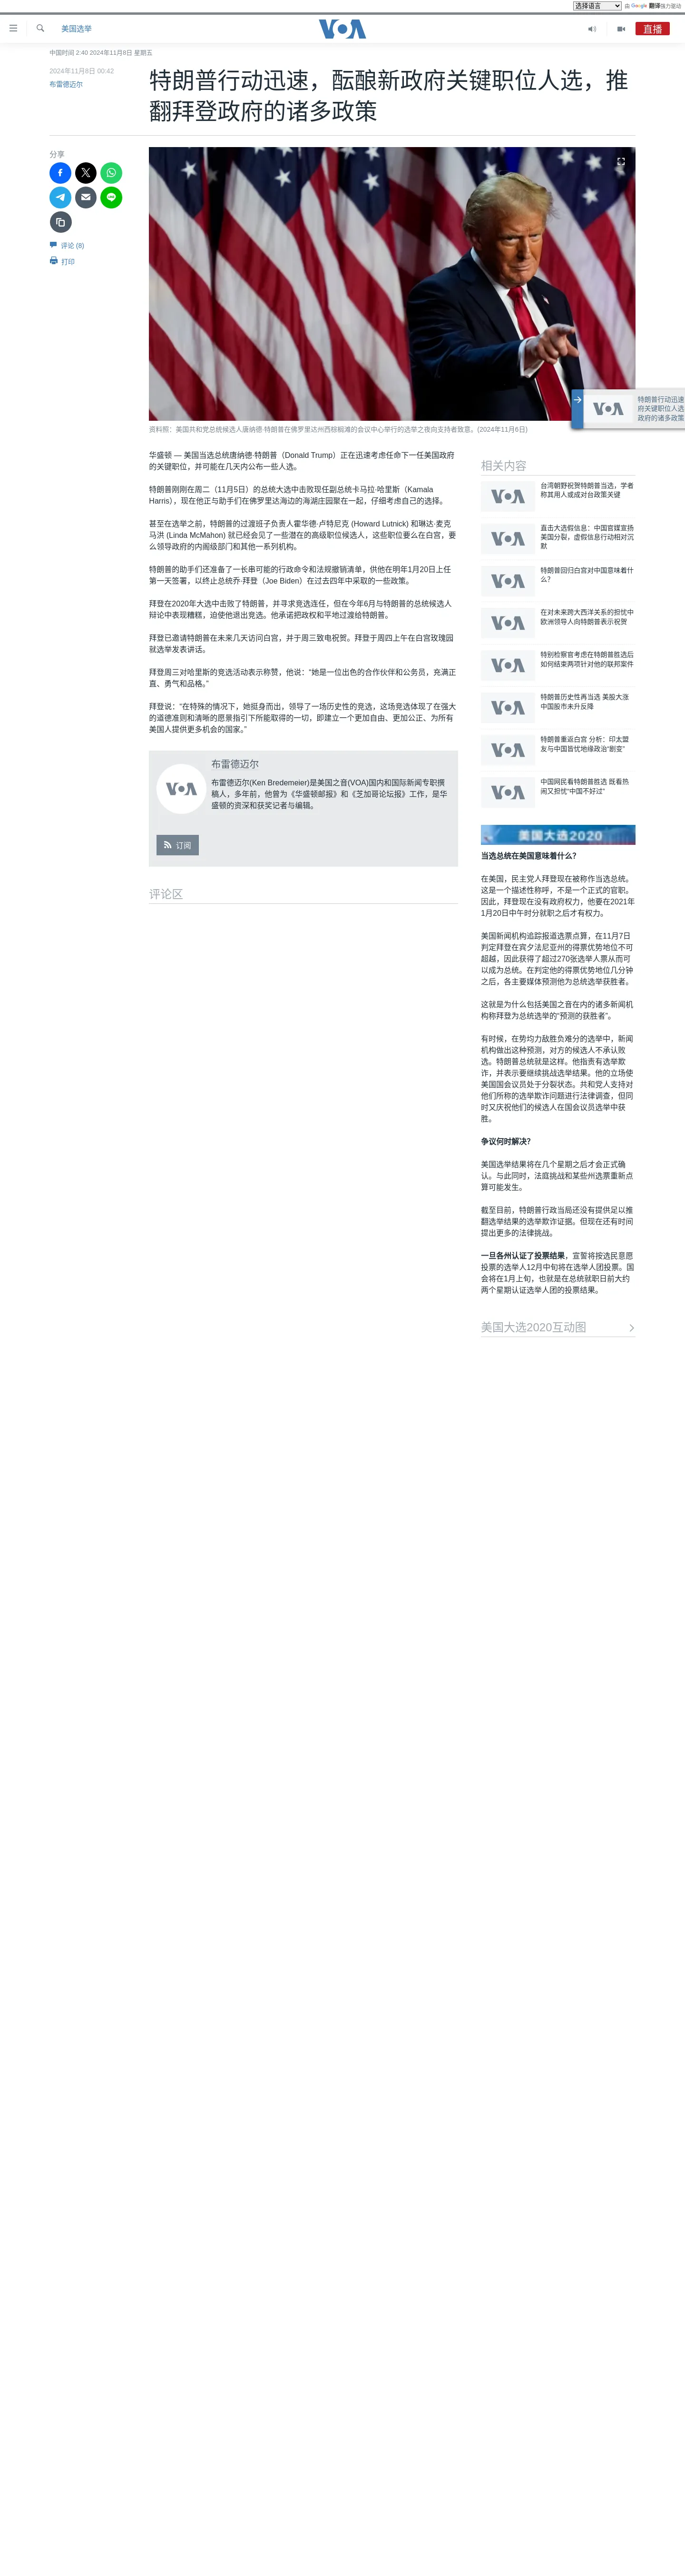 选择语言 由 Google 翻译强力驱动
美国选举
VOA
直播
中国时间 2:40 2024年11月8日 星期五
2024年11月8日 00:42
布雷德迈尔
特朗普行动迅速，酝酿新政府关键职位人选，推
翻拜登政府的诸多政策
分享
评论 (8)
打印
VOA
特朗普行动迅速
府关键职位人选
政府的诸多政策
资料照：美国共和党总统候选人唐纳德·特朗普在佛罗里达州西棕榈滩的会议中心举行的选举之夜向支持者致意。(2024年11月6日)
华盛顿 — 美国当选总统唐纳德·特朗普（Donald Trump）正在迅速考虑任命下一任美国政府
的关键职位，并可能在几天内公布一些人选。
特朗普刚刚在周二（11月5日）的总统大选中击败现任副总统卡马拉·哈里斯（Kamala
Harris），现在他正与助手们在佛罗里达海边的海湖庄园聚在一起，仔细考虑自己的选择。
甚至在选举之前，特朗普的过渡班子负责人霍华德·卢特尼克 (Howard Lutnick) 和琳达·麦克
马洪 (Linda McMahon) 就已经会见了一些潜在的高级职位候选人，这些职位要么在白宫，要
么领导政府的内阁级部门和其他一系列机构。
特朗普的助手们还准备了一长串可能的行政命令和法规撤销清单，供他在明年1月20日上任
第一天签署，以终止总统乔·拜登（Joe Biden）在过去四年中采取的一些政策。
拜登在2020年大选中击败了特朗普，并寻求竞选连任，但在今年6月与特朗普的总统候选人
辩论中表现糟糕，迫使他退出竞选。他承诺把政权和平地过渡给特朗普。
拜登已邀请特朗普在未来几天访问白宫，并于周三致电祝贺。拜登于周四上午在白宫玫瑰园
就选举发表讲话。
拜登周三对哈里斯的竞选活动表示称赞，他说：“她是一位出色的合作伙伴和公务员，充满正
直、勇气和品格。”
拜登说：“在特殊的情况下，她挺身而出，领导了一场历史性的竞选，这场竞选体现了在强大
的道德准则和清晰的愿景指引下所能取得的一切，即建立一个更加自由、更加公正、为所有
美国人提供更多机会的国家。”
VOA
布雷德迈尔
布雷德迈尔(Ken Bredemeier)是美国之音(VOA)国内和国际新闻专职撰
稿人，多年前，他曾为《华盛顿邮报》和《芝加哥论坛报》工作，是华
盛顿的资深和获奖记者与编辑。
订阅
评论区
相关内容
VOA
台湾朝野祝贺特朗普当选，学者
称其用人或成对台政策关键
VOA
直击大选假信息：中国官媒宣扬
美国分裂，虚假信息行动相对沉
默
VOA
特朗普回归白宫对中国意味着什
么？
VOA
在对未来跨大西洋关系的担忧中
欧洲领导人向特朗普表示祝贺
VOA
特别检察官考虑在特朗普胜选后
如何结束两项针对他的联邦案件
VOA
特朗普历史性再当选 美股大涨
中国股市未升反降
VOA
特朗普重返白宫 分析：印太盟
友与中国皆忧地缘政治“剧变”
VOA
中国网民看特朗普胜选 既看热
闹又担忧“中国不好过”
美国大选2020
当选总统在美国意味着什么？
在美国，民主党人拜登现在被称作当选总统。
这是一个描述性称呼，不是一个正式的官职。
因此，拜登现在没有政府权力，他要在2021年
1月20日中午时分就职之后才有权力。
美国新闻机构追踪报道选票点算，在11月7日
判定拜登在宾夕法尼亚州的得票优势地位不可
超越，因此获得了超过270张选举人票从而可
以成为总统。在判定他的得票优势地位几分钟
之后，各主要媒体预测他为总统选举获胜者。
这就是为什么包括美国之音在内的诸多新闻机
构称拜登为总统选举的“预测的获胜者”。
有时候，在势均力敌胜负难分的选举中，新闻
机构做出这种预测，对方的候选人不承认败
选。特朗普总统就是这样。他指责有选举欺
诈，并表示要继续挑战选举结果。他的立场使
美国国会议员处于分裂状态。共和党人支持对
他们所称的选举欺诈问题进行法律调查，但同
时又庆祝他们的候选人在国会议员选举中获
胜。
争议何时解决？
美国选举结果将在几个星期之后才会正式确
认。与此同时，法庭挑战和某些州选票重新点
算可能发生。
截至目前，特朗普行政当局还没有提供足以推
翻选举结果的选举欺诈证据。但现在还有时间
提出更多的法律挑战。
一旦各州认证了投票结果，宣誓将按选民意愿
投票的选举人12月中旬将在选举人团投票。国
会将在1月上旬，也就是在总统就职日前大约
两个星期认证选举人团的投票结果。
美国大选2020互动图